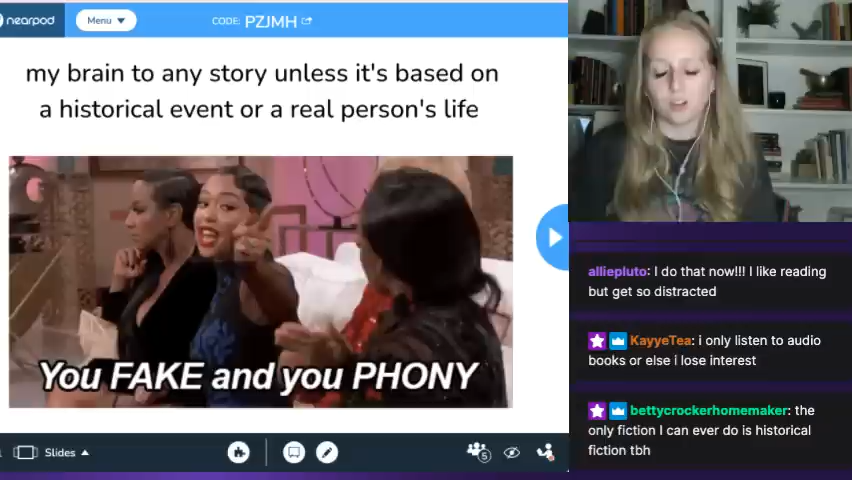 nearpod
Menu
CODE: PZJMH
my brain to any story unless it's based on
a historical event or a real person's life
You FAKE and you PHONY
Slides
5
alliepluto: I do that now!!! I like reading
but get so distracted
KayyeTea: i only listen to audio
books or else i lose interest
bettycrockerhomemaker: the
only fiction I can ever do is historical
fiction tbh